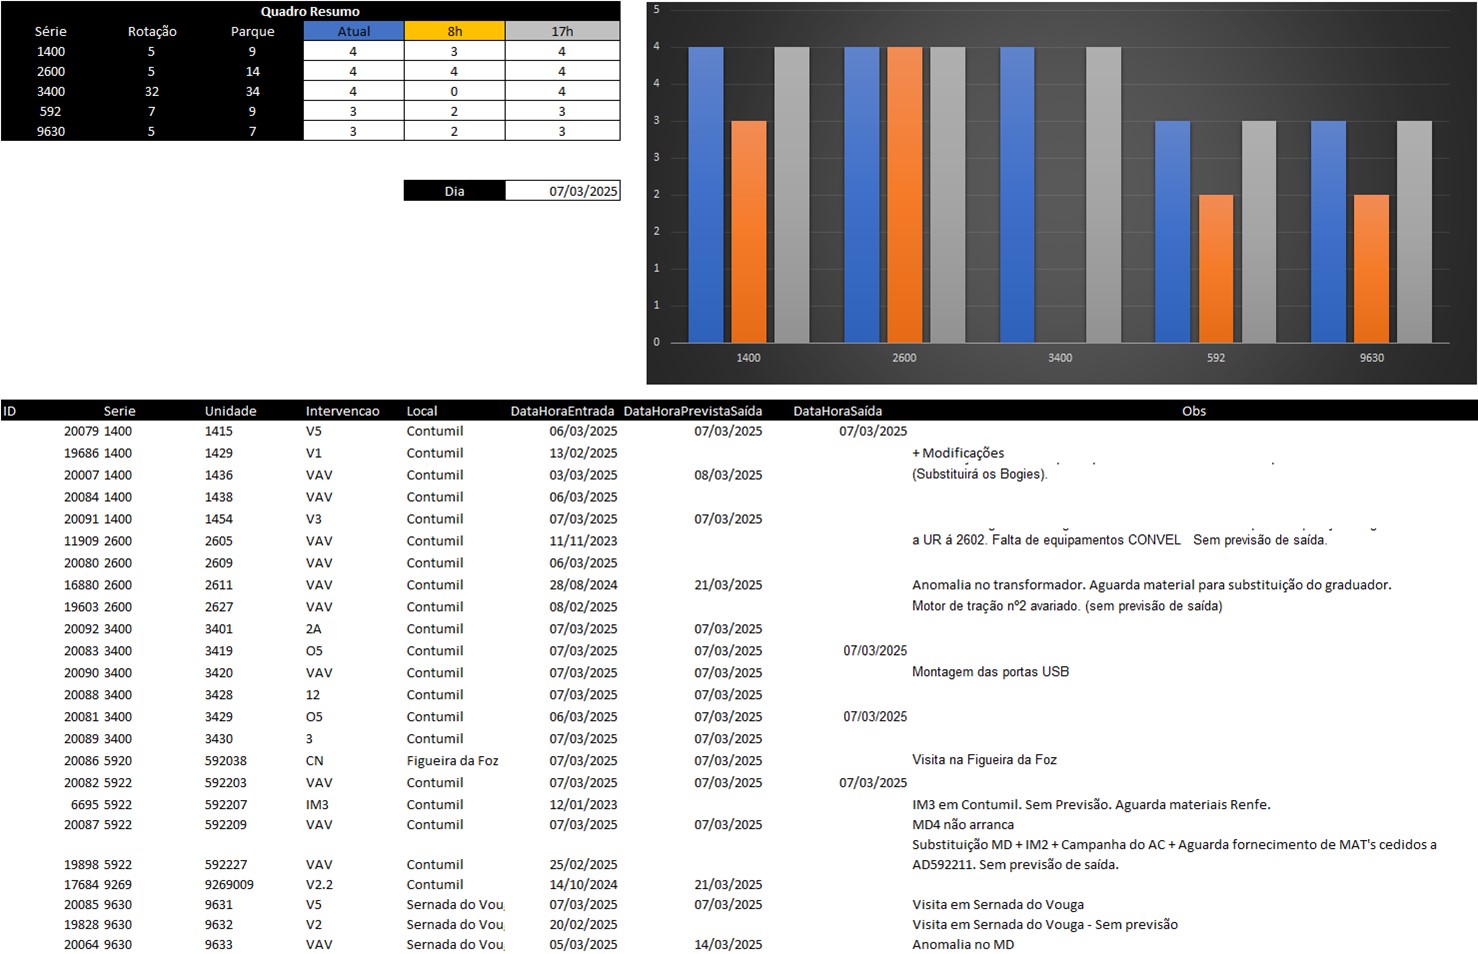 Quadro Resumo
Série Rotação Parque Atual 8h 17h
1400 5 9 4 3 4
2600 5 14 4 4 4
3400 32 34 4 0 4
592 7 9 3 2 3
9630 5 7 3 2 3
Dia 07/03/2025
5
4
4
3
3
2
2
1
1
0
1400 2600 3400 592 9630
ID Serie Unidade Intervencao Local DataHoraEntrada DataHoraPrevistaSaída DataHoraSaída Obs
20079 1400 1415 V5 Contumil 06/03/2025 07/03/2025 07/03/2025
19686 1400 1429 V1 Contumil 13/02/2025 + Modificações
20007 1400 1436 VAV Contumil 03/03/2025 08/03/2025 (Substituirá os Bogies).
20084 1400 1438 VAV Contumil 06/03/2025
20091 1400 1454 V3 Contumil 07/03/2025 07/03/2025
11909 2600 2605 VAV Contumil 11/11/2023 a UR á 2602. Falta de equipamentos CONVEL Sem previsão de saída.
20080 2600 2609 VAV Contumil 06/03/2025
16880 2600 2611 VAV Contumil 28/08/2024 21/03/2025 Anomalia no transformador. Aguarda material para substituição do graduador.
19603 2600 2627 VAV Contumil 08/02/2025 Motor de tração nº2 avariado. (sem previsão de saída)
20092 3400 3401 2A Contumil 07/03/2025 07/03/2025
20083 3400 3419 O5 Contumil 07/03/2025 07/03/2025 07/03/2025
20090 3400 3420 VAV Contumil 07/03/2025 07/03/2025 Montagem das portas USB
20088 3400 3428 12 Contumil 07/03/2025 07/03/2025
20081 3400 3429 O5 Contumil 06/03/2025 07/03/2025 07/03/2025
20089 3400 3430 3 Contumil 07/03/2025 07/03/2025
20086 5920 592038 CN Figueira da Foz 07/03/2025 07/03/2025 Visita na Figueira da Foz
20082 5922 592203 VAV Contumil 07/03/2025 07/03/2025 07/03/2025
6695 5922 592207 IM3 Contumil 12/01/2023 IM3 em Contumil. Sem Previsão. Aguarda materiais Renfe.
20087 5922 592209 VAV Contumil 07/03/2025 07/03/2025 MD4 não arranca
Substituição MD + IM2 + Campanha do AC + Aguarda fornecimento de MAT's cedidos a
19898 5922 592227 VAV Contumil 25/02/2025 AD592211. Sem previsão de saída.
17684 9269 9269009 V2.2 Contumil 14/10/2024 21/03/2025
20085 9630 9631 V5 Sernada do Vou 07/03/2025 07/03/2025 Visita em Sernada do Vouga
19828 9630 9632 V2 Sernada do Vou 20/02/2025 Visita em Sernada do Vouga - Sem previsão
20064 9630 9633 VAV Sernada do Vou 05/03/2025 14/03/2025 Anomalia no MD